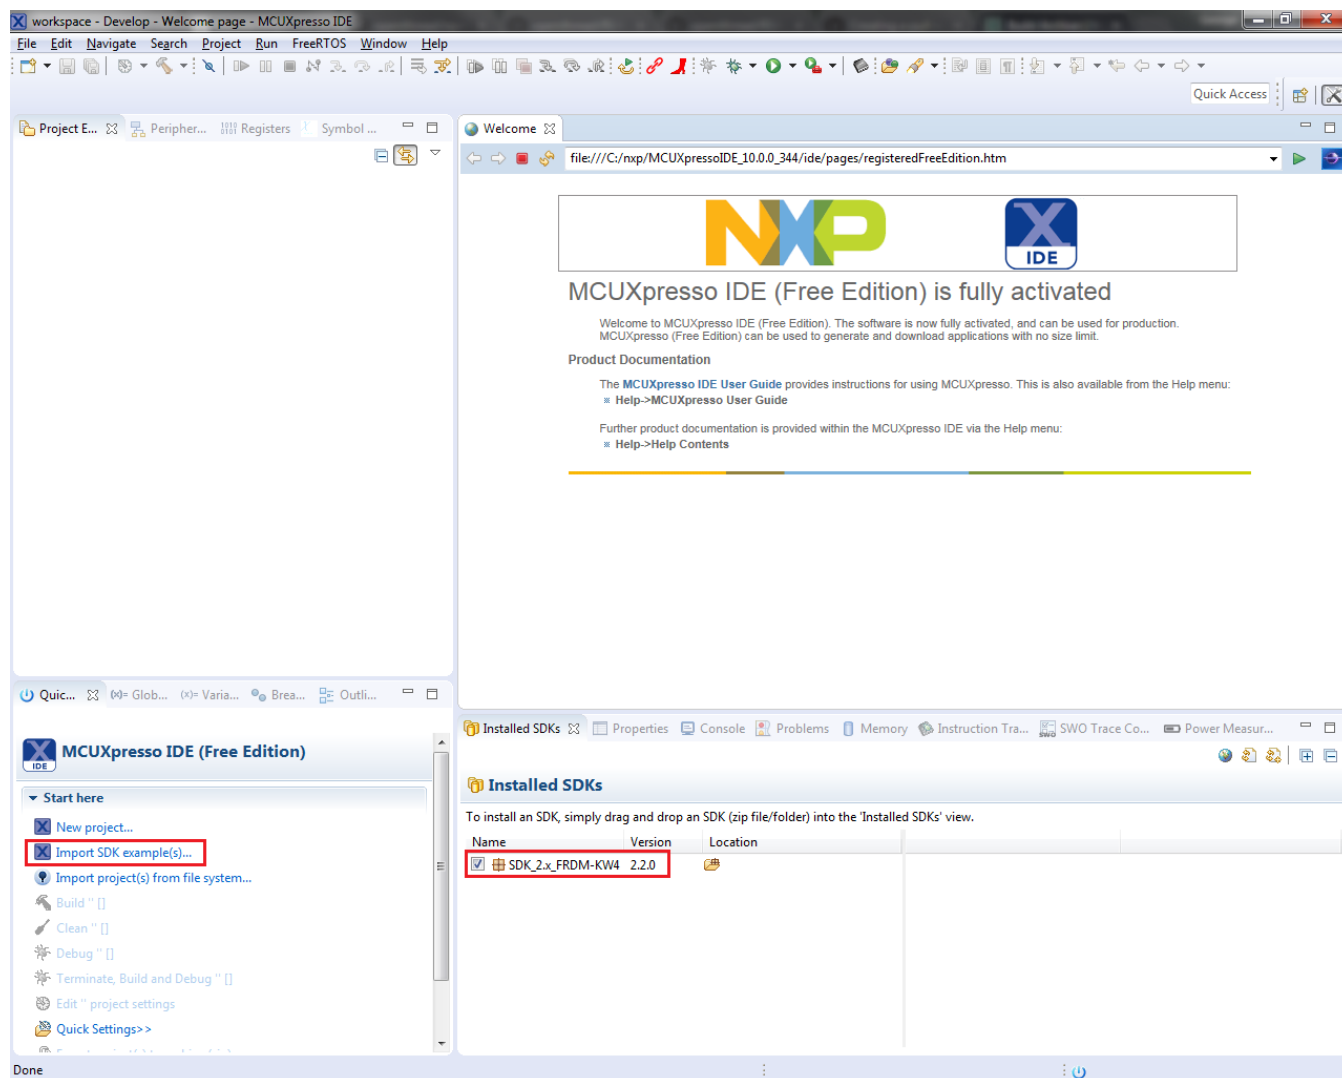 workspace - Develop - Welcome page - MCUXpresso IDE
File Edit Navigate Search Project Run FreeRTOS Window Help
Quick Access
Project E... Peripher... Registers Symbol ...
Welcome
file:///C:/nxp/MCUXpressoIDE_10.0.0_344/ide/pages/registeredFreeEdition.htm
NXP
X
IDE
MCUXpresso IDE (Free Edition) is fully activated
Welcome to MCUXpresso IDE (Free Edition). The software is now fully activated, and can be used for production.
MCUXpresso (Free Edition) can be used to generate and download applications with no size limit.
Product Documentation
The MCUXpresso IDE User Guide provides instructions for using MCUXpresso. This is also available from the Help menu:
Help->MCUXpresso User Guide
Further product documentation is provided within the MCUXpresso IDE via the Help menu:
Help->Help Contents
Quic... (x)= Glob... (x)= Varia... Brea... Outli...
MCUXpresso IDE (Free Edition)
Start here
New project...
Import SDK example(s)...
Import project(s) from file system...
Build '' []
Clean '' []
Debug '' []
Terminate, Build and Debug '' []
Edit '' project settings
Quick Settings>>
Installed SDKs Properties Console Problems Memory Instruction Tra... SWO Trace Co... Power Measur...
Installed SDKs
To install an SDK, simply drag and drop an SDK (zip file/folder) into the 'Installed SDKs' view.
Name Version Location
SDK_2.x_FRDM-KW4 2.2.0
Done